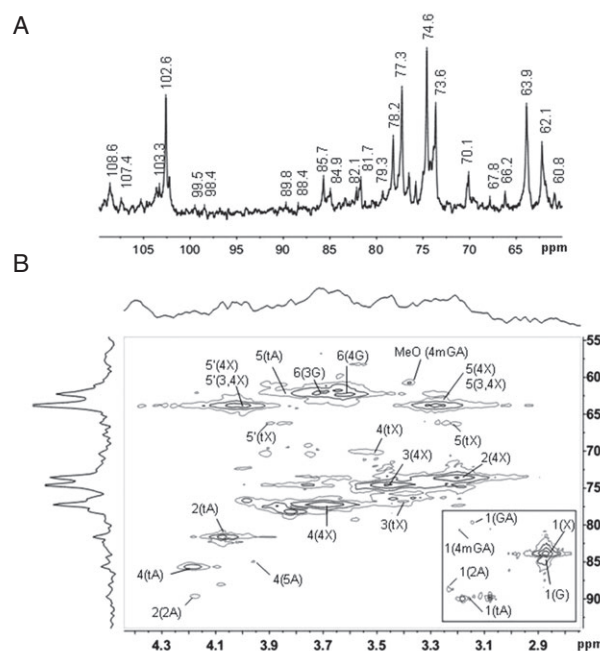 A
108.6 107.4 103.3 102.6 99.5 98.4 89.8 88.4 85.7 84.9 82.1 81.7 79.3 78.2 77.3 74.6 73.6 70.1 67.8 66.2 63.9 62.1 60.8
105 100 95 90 85 80 75 70 65 ppm
B
5'(4X) 5(tA) 6(4G) MeO (4mGA) 55
5'(3,4X) 6(3G) 5(4X)
5(3,4X) 60
65
5'(tX) 4(tX) 5(tX)
3(4X) 2(4X) 70
75
2(tA) 4(4X) 3(tX) 1(GA) 1(X)
80
1(4mGA)
4(tA) 4(5A) 1(2A) 1(G) 85
2(2A) 1(tA) 90
4.3 4.1 3.9 3.7 3.5 3.3 3.1 2.9 ppm